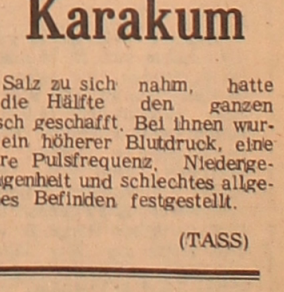 Karakum
Salz zu sich nahm, hatte
die Hälfte den ganzen
sch geschafft. Bei ihnen wur-
ein höherer Blutdruck, eine
re Pulsfrequenz, Niederge-
genheit und schlechtes allge-
es Befinden festgestellt.
(TASS)